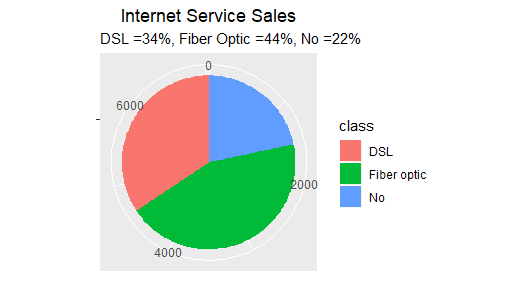 Internet Service Sales
DSL =34%, Fiber Optic =44%, No =22%
0
6000
2000
4000
class
DSL
Fiber optic
No